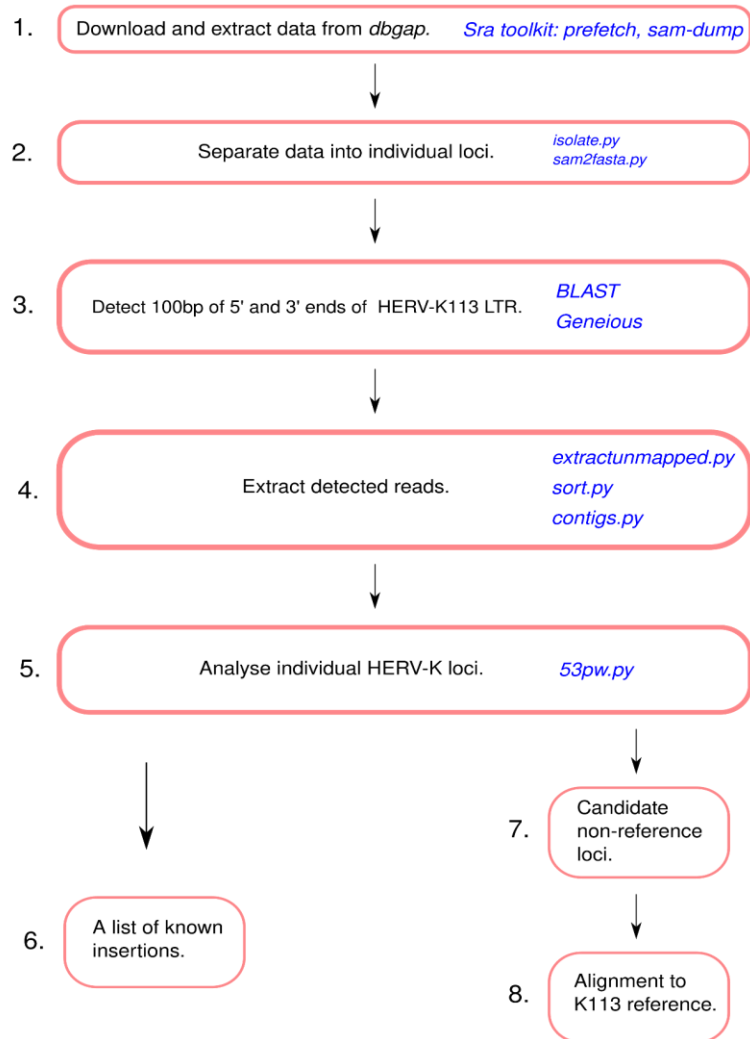 1. Download and extract data from dbgap. Sra toolkit: prefetch, sam-dump
2. Separate data into individual loci. isolate.py
sam2fasta.py
3. Detect 100bp of 5' and 3' ends of HERV-K113 LTR. BLAST
Geneious
4. Extract detected reads. extractunmapped.py
sort.py
contigs.py
5. Analyse individual HERV-K loci. 53pw.py
6. A list of known
insertions.
7. Candidate
non-reference
loci.
8. Alignment to
K113 reference.